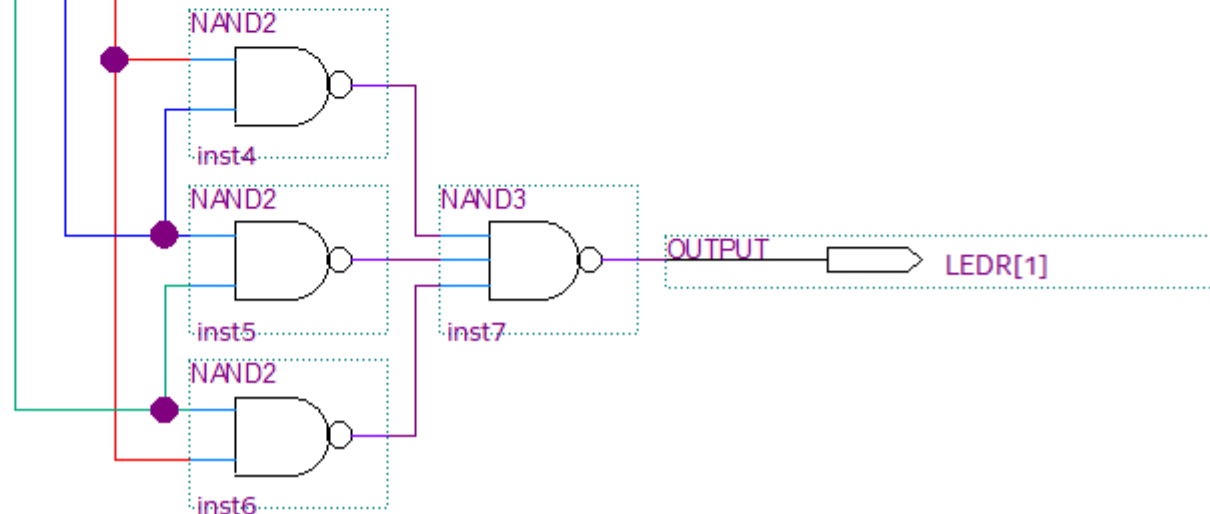 NAND2
inst4
NAND2
inst5
NAND3
inst7
OUTPUT
LEDR[1]
NAND2
inst6